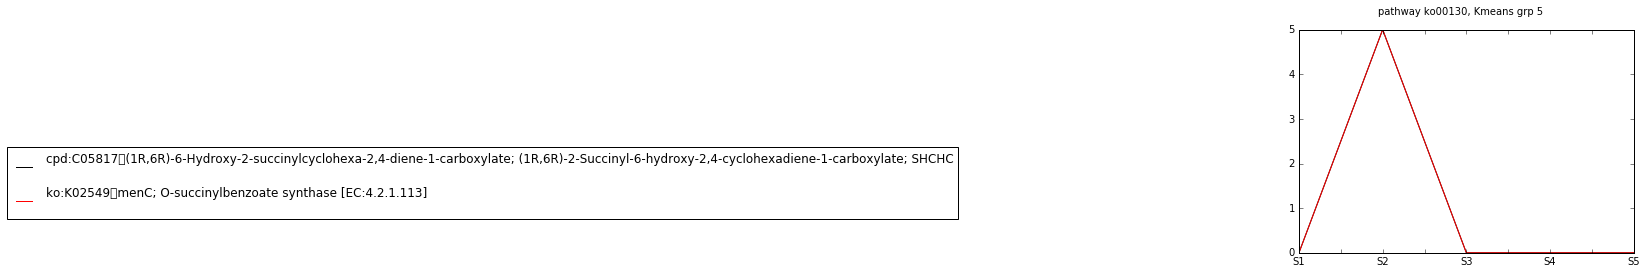 pathway ko00130, Kmeans grp 5
5
4
3
2
1
0
S1 S2 S3 S4 S5
cpd:C05817▯(1R,6R)-6-Hydroxy-2-succinylcyclohexa-2,4-diene-1-carboxylate; (1R,6R)-2-Succinyl-6-hydroxy-2,4-cyclohexadiene-1-carboxylate; SHCHC
ko:K02549▯menC; O-succinylbenzoate synthase [EC:4.2.1.113]